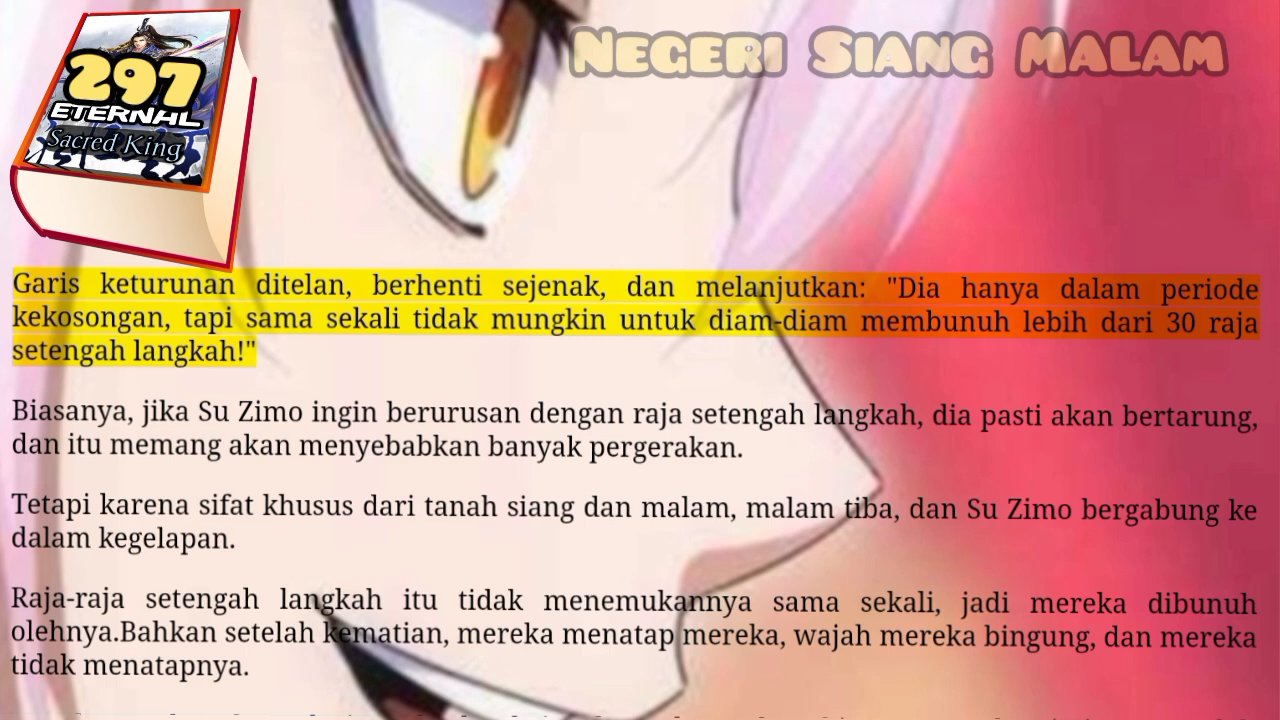 297
ETERNAL
Sacred King
NEGERI SIANG MALAM
Garis keturunan ditelan, berhenti sejenak, dan melanjutkan: "Dia hanya dalam periode
kekosongan, tapi sama sekali tidak mungkin untuk diam-diam membunuh lebih dari 30 raja
setengah langkah!"
Biasanya, jika Su Zimo ingin berurusan dengan raja setengah langkah, dia pasti akan bertarung,
dan itu memang akan menyebabkan banyak pergerakan.
Tetapi karena sifat khusus dari tanah siang dan malam, malam tiba, dan Su Zimo bergabung ke
dalam kegelapan.
Raja-raja setengah langkah itu tidak menemukannya sama sekali, jadi mereka dibunuh
olehnya.Bahkan setelah kematian, mereka menatap mereka, wajah mereka bingung, dan mereka
tidak menatapnya.